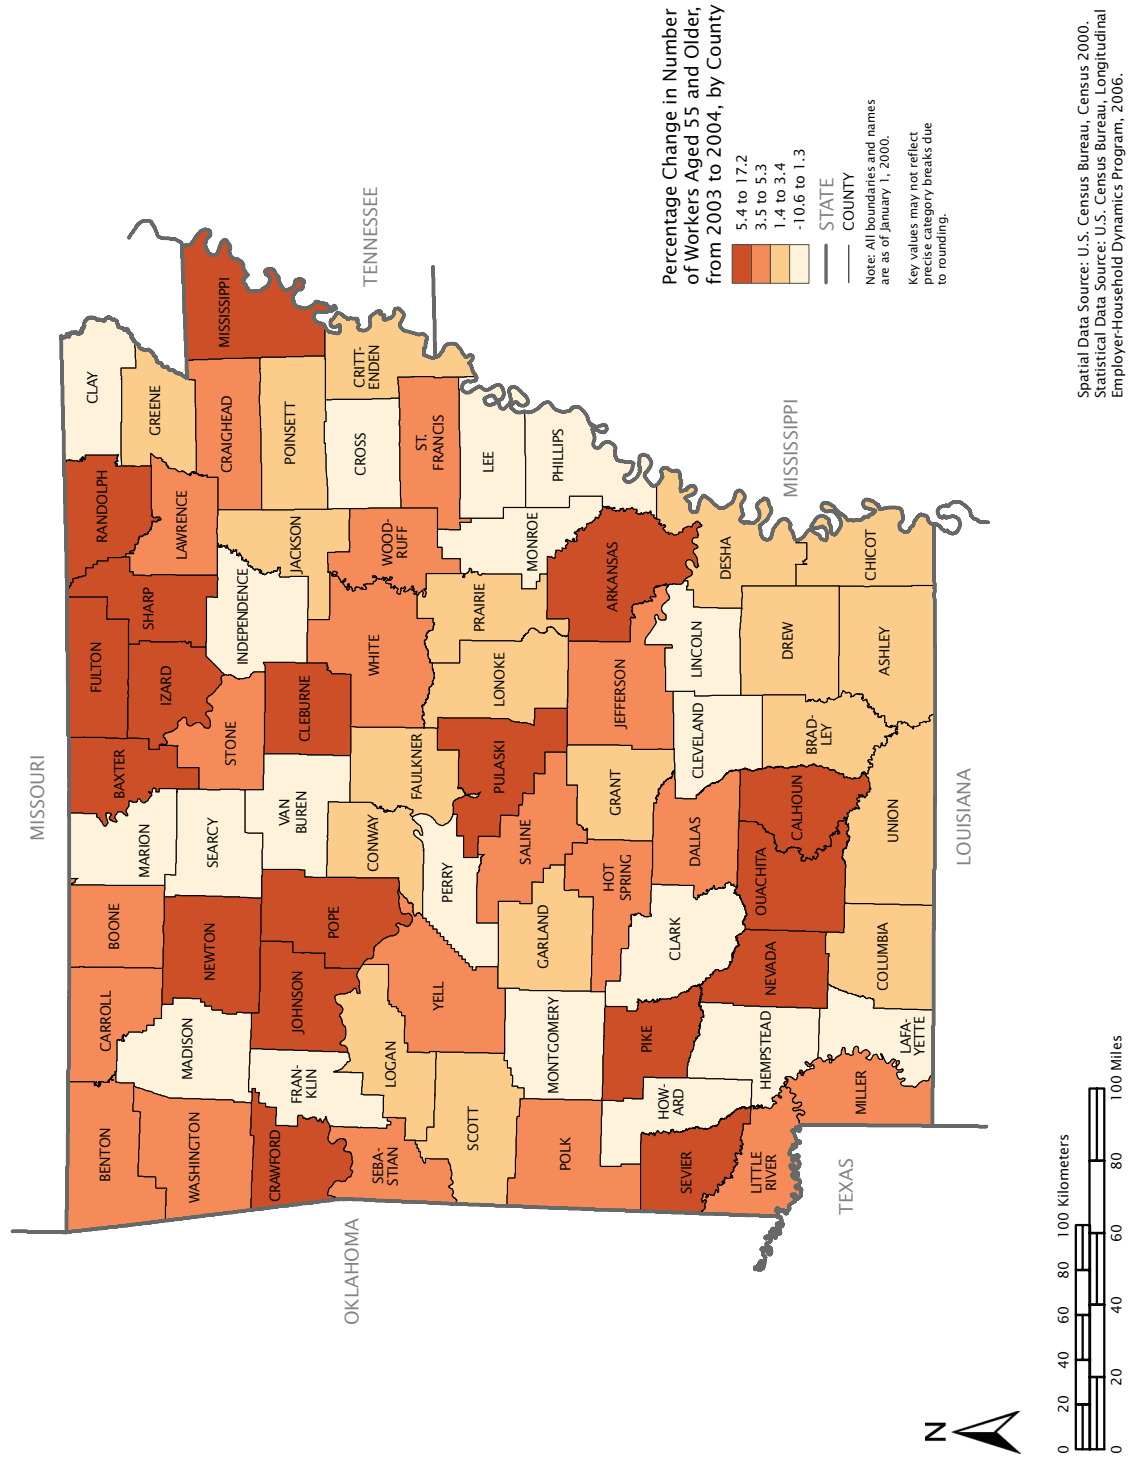 MISSOURI
BENTON
CARROLL
BOONE
MARION
BAXTER
FULTON
RANDOLPH
CLAY
GREENE
WASHINGTON
MADISON
NEWTON
SEARCY
STONE
IZARD
SHARP
LAWRENCE
CRAIGHEAD
MISSISSIPPI
CRAWFORD
FRAN-
KLIN
JOHNSON
POPE
VAN
BUREN
CLEBURNE
INDEPENDENCE
JACKSON
POINSETT
TENNESSEE
OKLAHOMA
SEBA-
STIAN
LOGAN
CONWAY
FAULKNER
WHITE
WOOD-
RUFF
CROSS
CRITT-
ENDEN
SCOTT
YELL
PERRY
PULASKI
LONOKE
PRAIRIE
MONROE
ST.
FRANCIS
LEE
PHILLIPS
POLK
MONTGOMERY
GARLAND
SALINE
HOT
SPRING
GRANT
JEFFERSON
ARKANSAS
SEVIER
HOW-
ARD
PIKE
CLARK
DALLAS
CLEVELAND
LINCOLN
DESHA
LITTLE
RIVER
HEMPSTEAD
NEVADA
OUACHITA
CALHOUN
BRAD-
LEY
DREW
MISSISSIPPI
TEXAS
MILLER
LAFA-
YETTE
COLUMBIA
UNION
ASHLEY
CHICOT
LOUISIANA
Percentage Change in Number
of Workers Aged 55 and Older,
from 2003 to 2004, by County
5.4 to 17.2
3.5 to 5.3
1.4 to 3.4
-10.6 to 1.3
STATE
COUNTY
Note: All boundaries and names
are as of January 1, 2000.
Key values may not reflect
precise category breaks due
to rounding.
N
0 20 40 60 80 100 Kilometers
0 20 40 60 80 100 Miles
Spatial Data Source: U.S. Census Bureau, Census 2000.
Statistical Data Source: U.S. Census Bureau, Longitudinal
Employer-Household Dynamics Program, 2006.